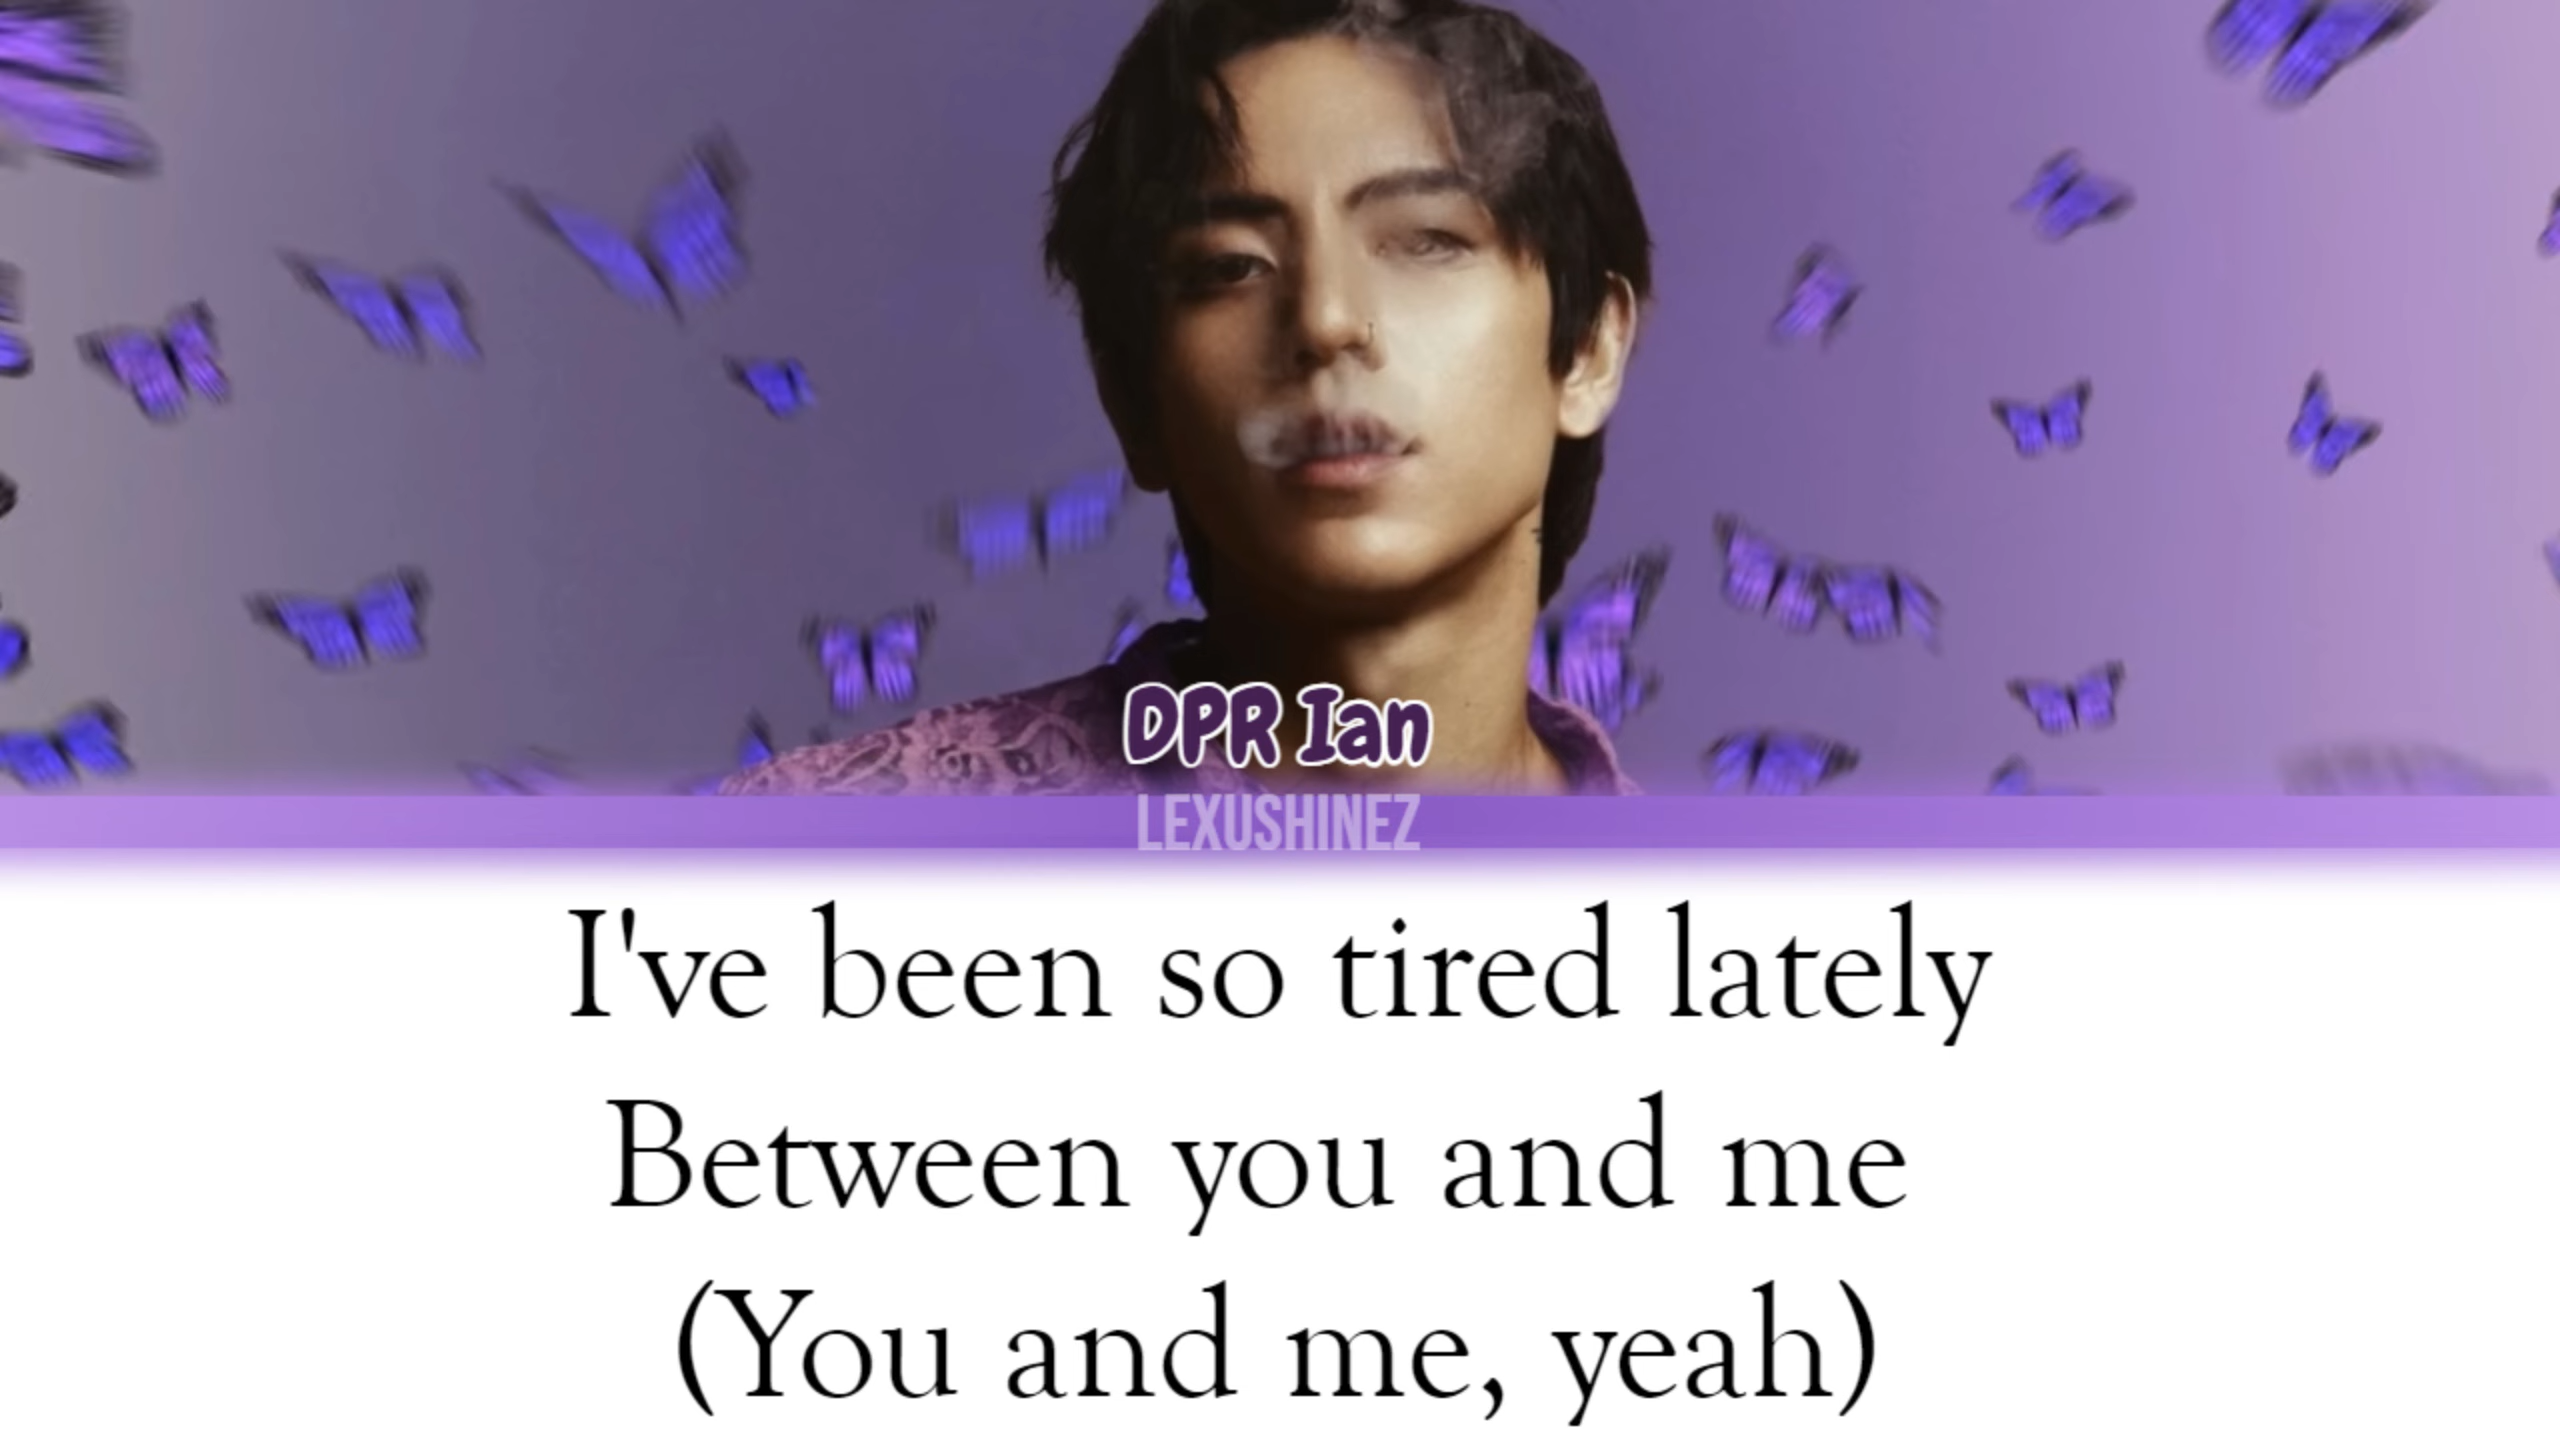 DPR Ian
LEXUSHINEZ
I've been so tired lately
Between you and me
(You and me, yeah)